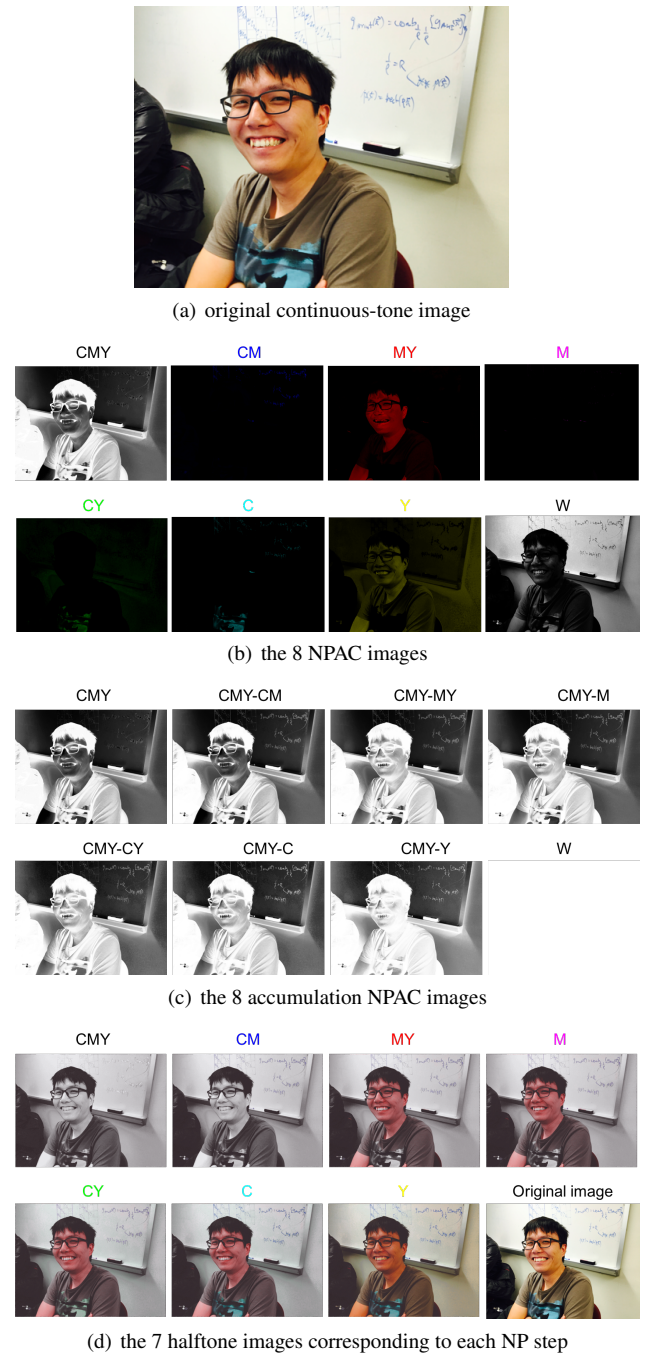 (a) original continuous-tone image
CMY CM MY M
CY C Y W
(b) the 8 NPAC images
CMY CMY-CM CMY-MY CMY-M
CMY-CY CMY-C CMY-Y W
(c) the 8 accumulation NPAC images
CMY CM MY M
CY C Y Original image
(d) the 7 halftone images corresponding to each NP step